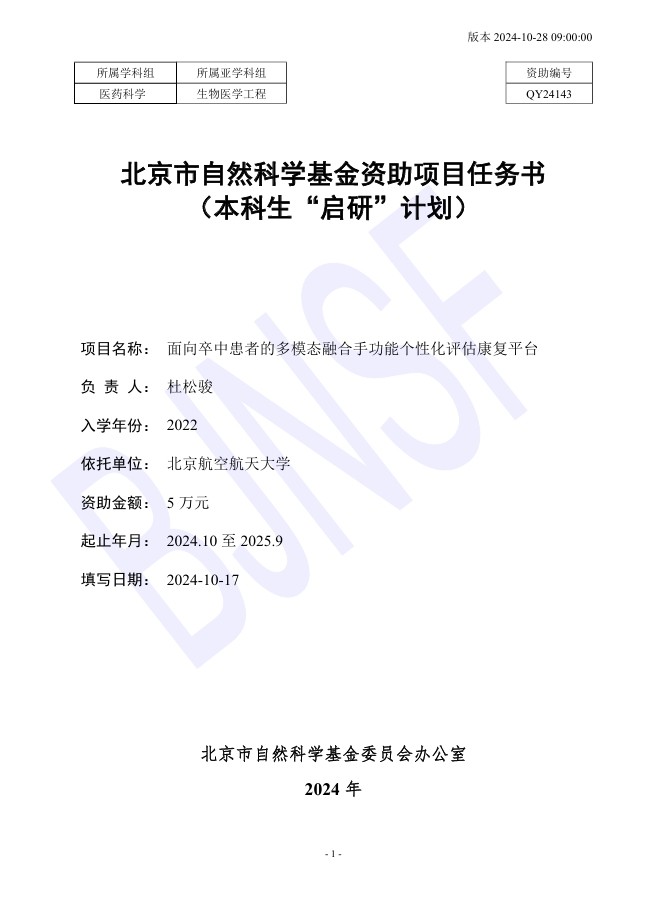 版本 2024-10-28 09:00:00
所属学科组 所属亚学科组 资助编号
医药科学 生物医学工程 QY24143
北京市自然科学基金资助项目任务书
（本科生“启研”计划）
项目名称： 面向卒中患者的多模态融合手功能个性化评估康复平台
负 责 人： 杜松骏
入学年份： 2022
依托单位： 北京航空航天大学
资助金额： 5 万元
起止年月： 2024.10 至 2025.9
填写日期： 2024-10-17
BJNSF
北京市自然科学基金委员会办公室
2024 年
- 1 -